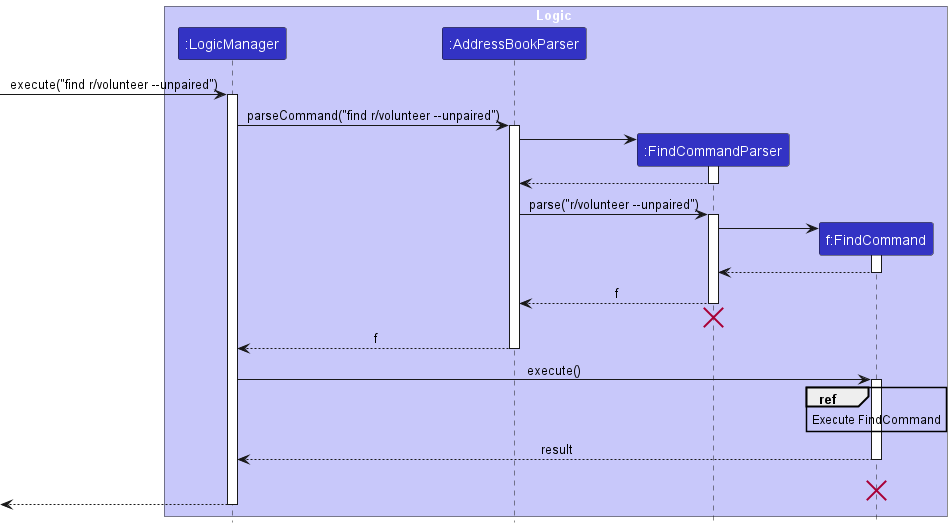 Logic
:LogicManager
:AddressBookParser
execute("find r/volunteer --unpaired")
parseCommand("find r/volunteer --unpaired")
:FindCommandParser
parse("r/volunteer --unpaired")
f:FindCommand
f
f
execute()
ref
Execute FindCommand
result